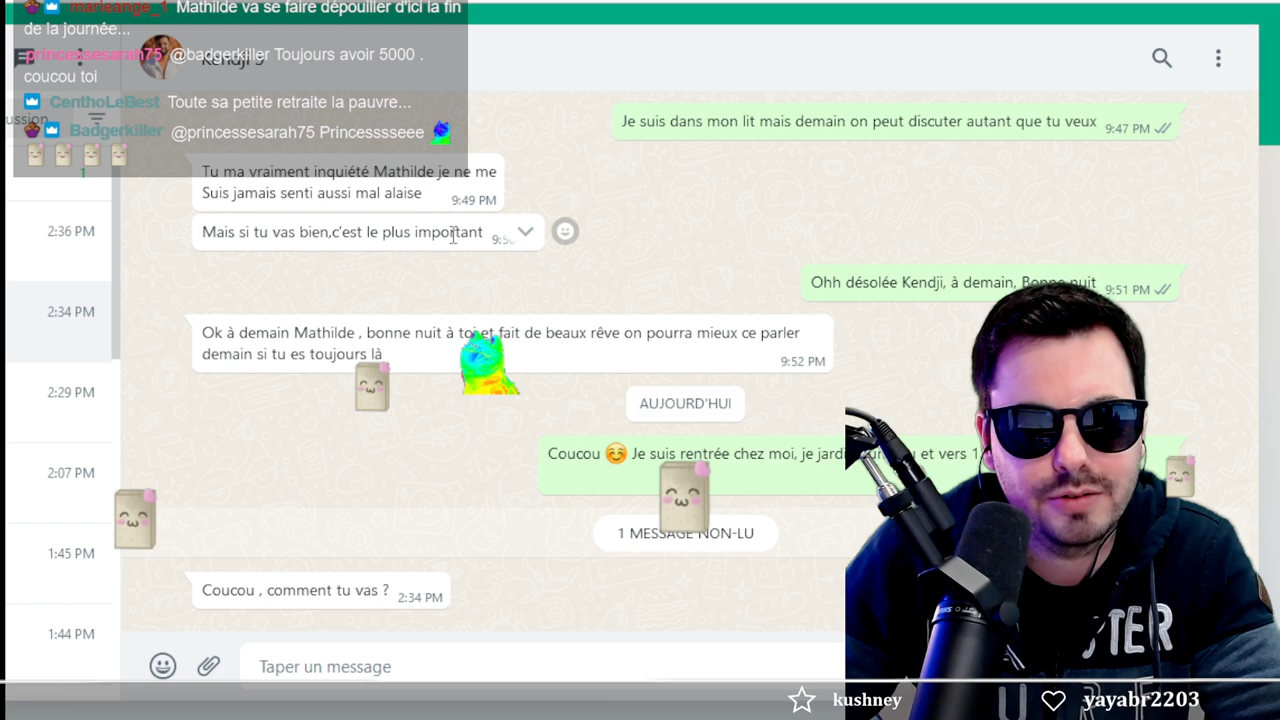 marieange_1 Mathilde va se faire dépouiller d'ici la fin
de la journée...
princessesarah75 @badgerkiller Toujours avoir 5000 .
coucou toi
CenthoLeBest Toute sa petite retraite la pauvre...
Badgerkiller @princessesarah75 Princesssseee
1
2:36 PM
2:34 PM
2:29 PM
2:07 PM
1:45 PM
1:44 PM
Je suis dans mon lit mais demain on peut discuter autant que tu veux 9:47 PM
Tu ma vraiment inquiété Mathilde je ne me
Suis jamais senti aussi mal alaise 9:49 PM
Mais si tu vas bien,c'est le plus important
Ohh désolée Kendji, à demain, Bonne nuit 9:51 PM
Ok à demain Mathilde , bonne nuit à toi et fait de beaux rêve on pourra mieux ce parler
demain si tu es toujours là 9:52 PM
AUJOURD'HUI
Coucou 😊 Je suis rentrée chez moi, je et vers
1 MESSAGE NON-LU
Coucou , comment tu vas ? 2:34 PM
Taper un message
kushney yayabr2203